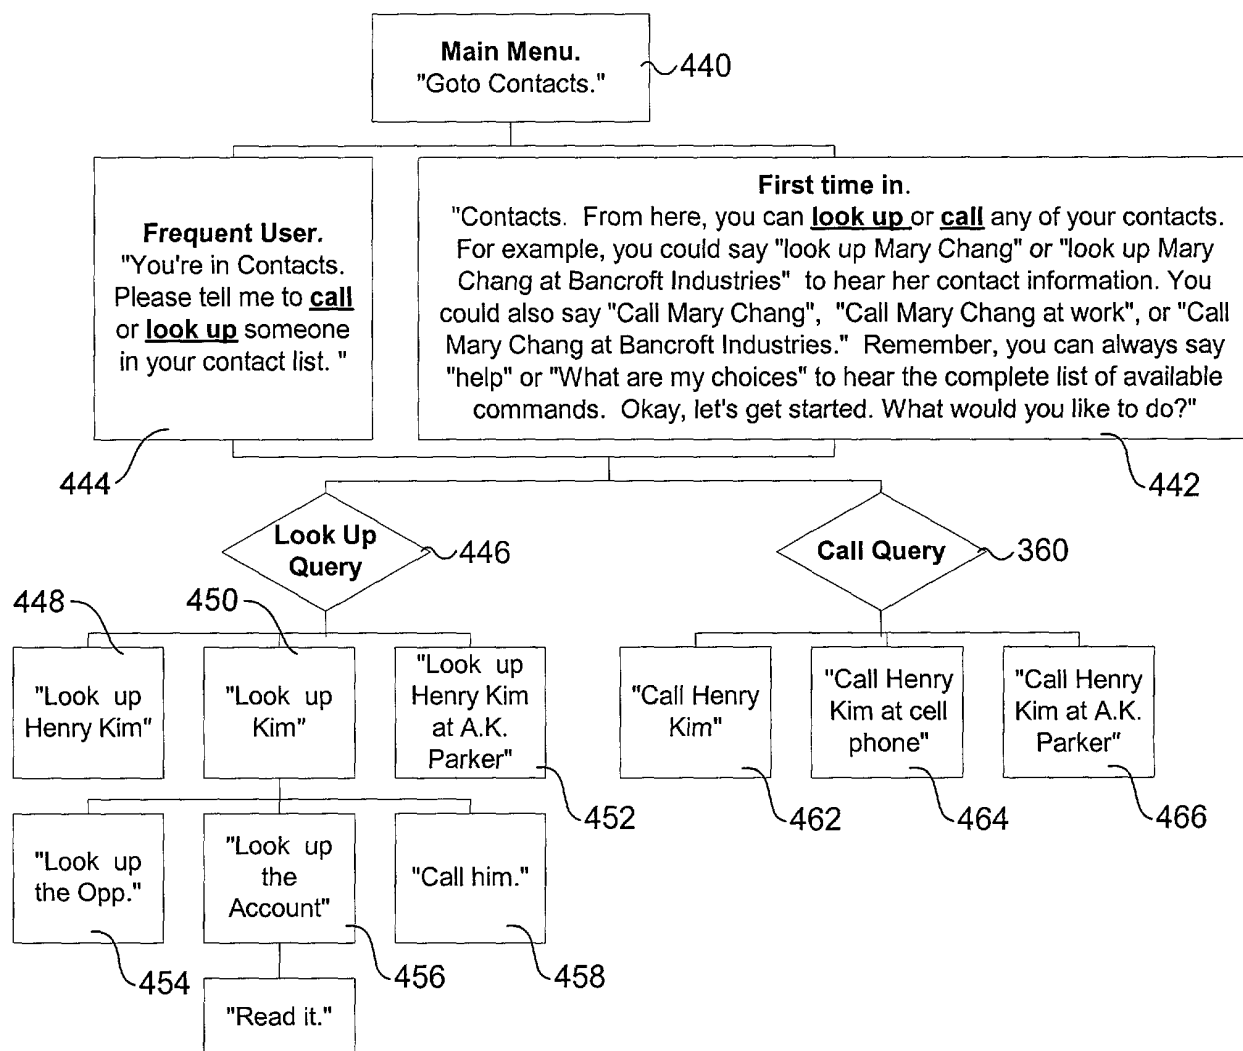 Main Menu.
"Goto Contacts."
440
Frequent User.
"You're in Contacts.
Please tell me to call
or look up someone
in your contact list. "
444
First time in.
"Contacts.  From here, you can look up or call any of your contacts.
For example, you could say "look up Mary Chang" or "look up Mary
Chang at Bancroft Industries"  to hear her contact information. You
could also say "Call Mary Chang",  "Call Mary Chang at work", or "Call
Mary Chang at Bancroft Industries."  Remember, you can always say
"help" or "What are my choices" to hear the complete list of available
commands.  Okay, let's get started. What would you like to do?"
442
Look Up
Query
446
Call Query
360
448
"Look  up
Henry Kim"
450
"Look  up
Kim"
"Look  up
Henry Kim
at A.K.
Parker"
452
"Call Henry
Kim"
462
"Call Henry
Kim at cell
phone"
464
"Call Henry
Kim at A.K.
Parker"
466
"Look  up
the Opp."
454
"Look  up
the
Account"
456
"Call him."
458
"Read it."